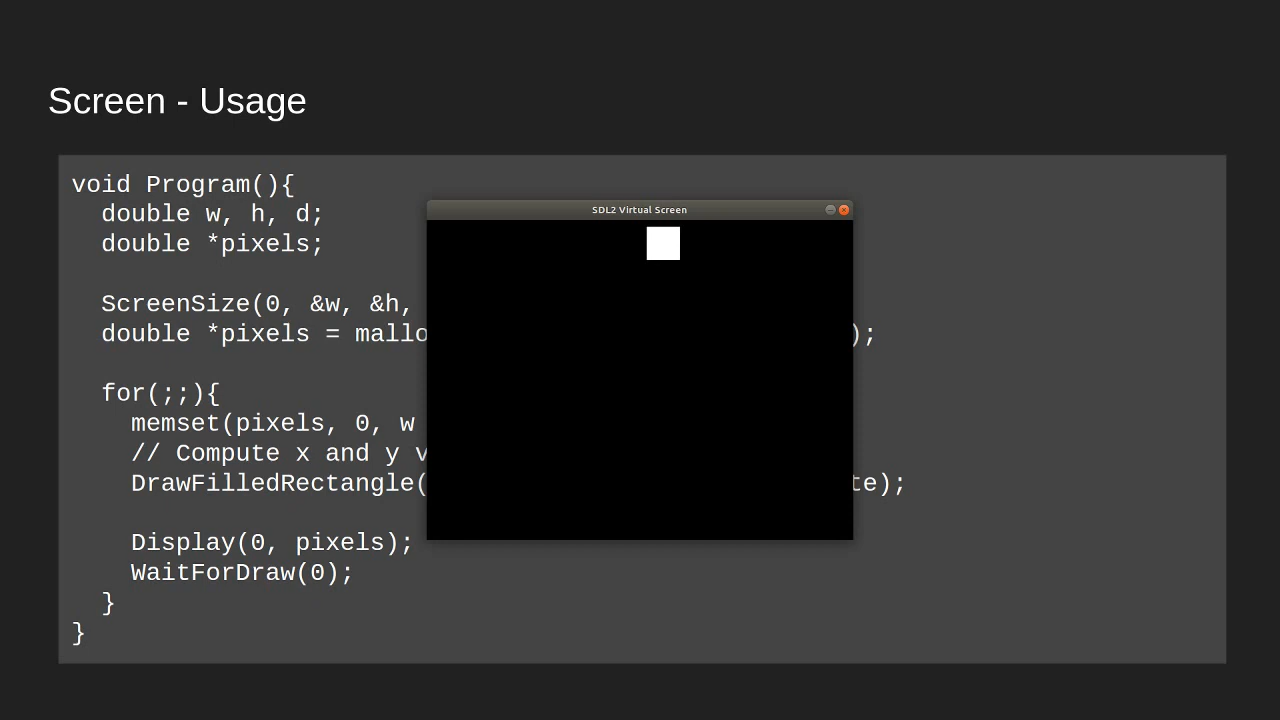 Screen - Usage
void Program(){
double w, h, d;
SDL2 Virtual Screen
double *pixels;
ScreenSize(0, &w, &h,
double *pixels = mallo );
for(;;){
memset(pixels, 0, w
// Compute x and y v
DrawFilledRectangle( te);
Display(0, pixels);
WaitForDraw(0);
}
}